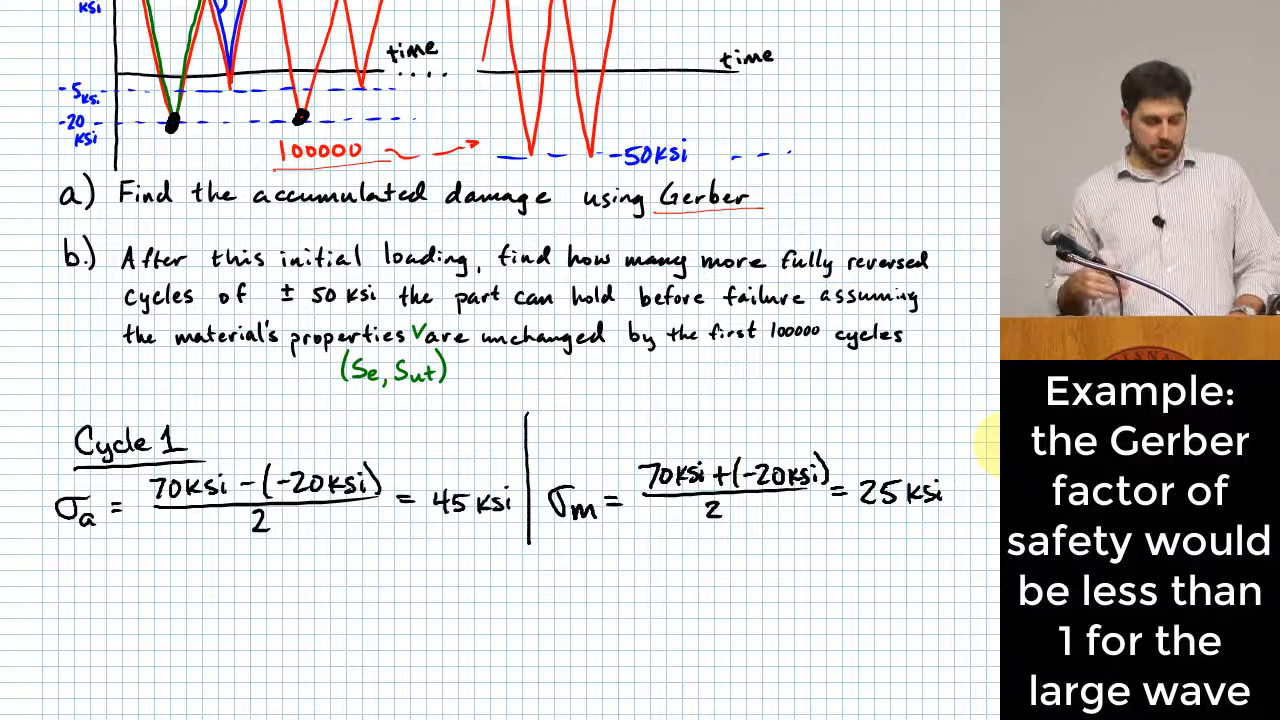 ksi
time
time
....
-5ksi
-20 ksi
100000
-50ksi
a.) Find the accumulated damage using Gerber
b.) After this initial loading, find how many more fully reversed
cycles of ± 50 ksi the part can hold before failure assuming
the material's properties v are unchanged by the first 100000 cycles
(Se, Sut)
Cycle 1
σa = 70ksi - (-20ksi) / 2 = 45 ksi
σm = 70ksi + (-20ksi) / 2 = 25 ksi
Example:
the Gerber
factor of
safety would
be less than
1 for the
large wave